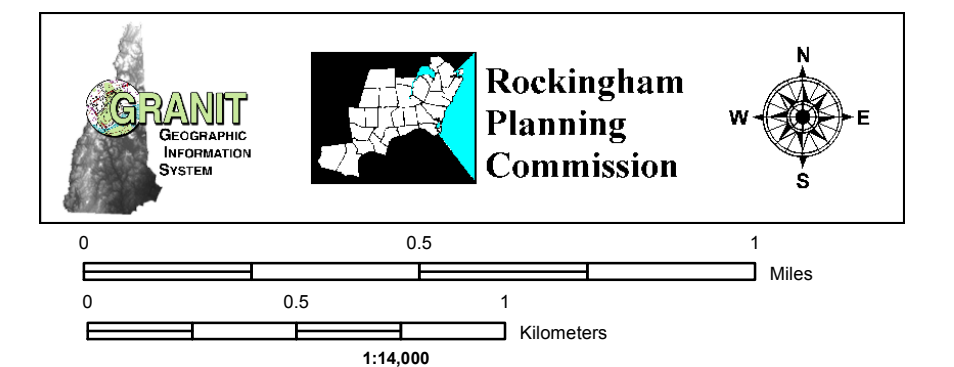 GRANIT
GEOGRAPHIC
INFORMATION
SYSTEM
Rockingham
Planning
Commission
N
W E
S
0 0.5 1
Miles
0 0.5 1
Kilometers
1:14,000